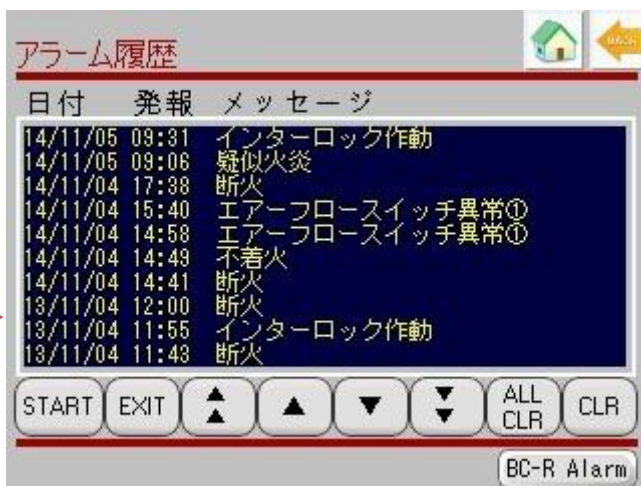 アラーム履歴
BACK
日付 発報 メッセージ
14/11/05 09:31 インターロック作動
14/11/05 09:06 疑似火炎
14/11/04 17:38 断火
14/11/04 15:40 エアーフロースイッチ異常①
14/11/04 14:58 エアーフロースイッチ異常①
14/11/04 14:49 不着火
14/11/04 14:41 断火
13/11/04 12:00 断火
13/11/04 11:55 インターロック作動
13/11/04 11:43 断火
START EXIT ALL CLR CLR
BC-R Alarm